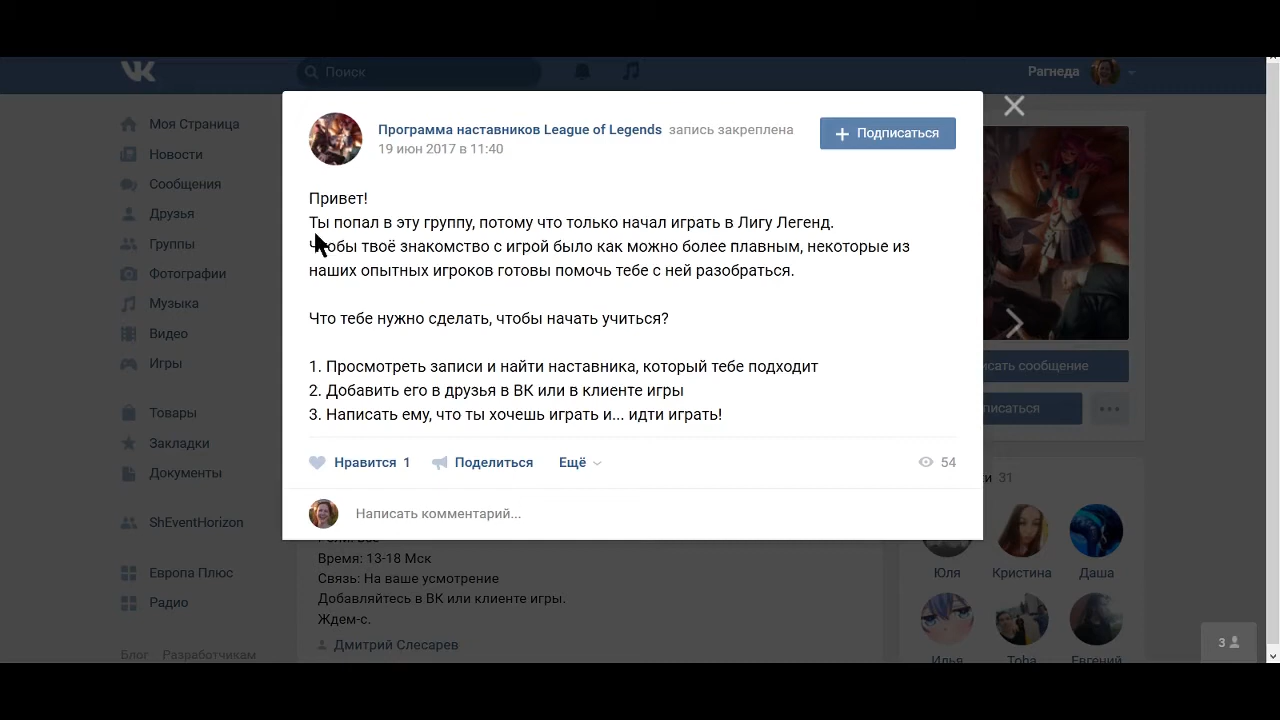 Поиск
Рагнеда
Моя Страница
Новости
Сообщения
Друзья
Группы
Фотографии
Музыка
Видео
Игры
Товары
Закладки
Документы
ShEventHorizon
Европа Плюс
Радио
Блог Разработчикам
Программа наставников League of Legends запись закреплена
19 июн 2017 в 11:40
Подписаться
Привет!
Ты попал в эту группу, потому что только начал играть в Лигу Легенд.
Чтобы твоё знакомство с игрой было как можно более плавным, некоторые из
наших опытных игроков готовы помочь тебе с ней разобраться.
Что тебе нужно сделать, чтобы начать учиться?
1. Просмотреть записи и найти наставника, который тебе подходит
2. Добавить его в друзья в ВК или в клиенте игры
3. Написать ему, что ты хочешь играть и... идти играть!
Нравится 1 Поделиться Ещё 54
Написать комментарий...
Время: 13-18 Мск
Связь: На ваше усмотрение
Добавляйтесь в ВК или клиенте игры.
Ждем-с.
Дмитрий Слесарев
сать сообщение
писаться
31
Юля Кристина Даша
Илья Toha Евгений
3